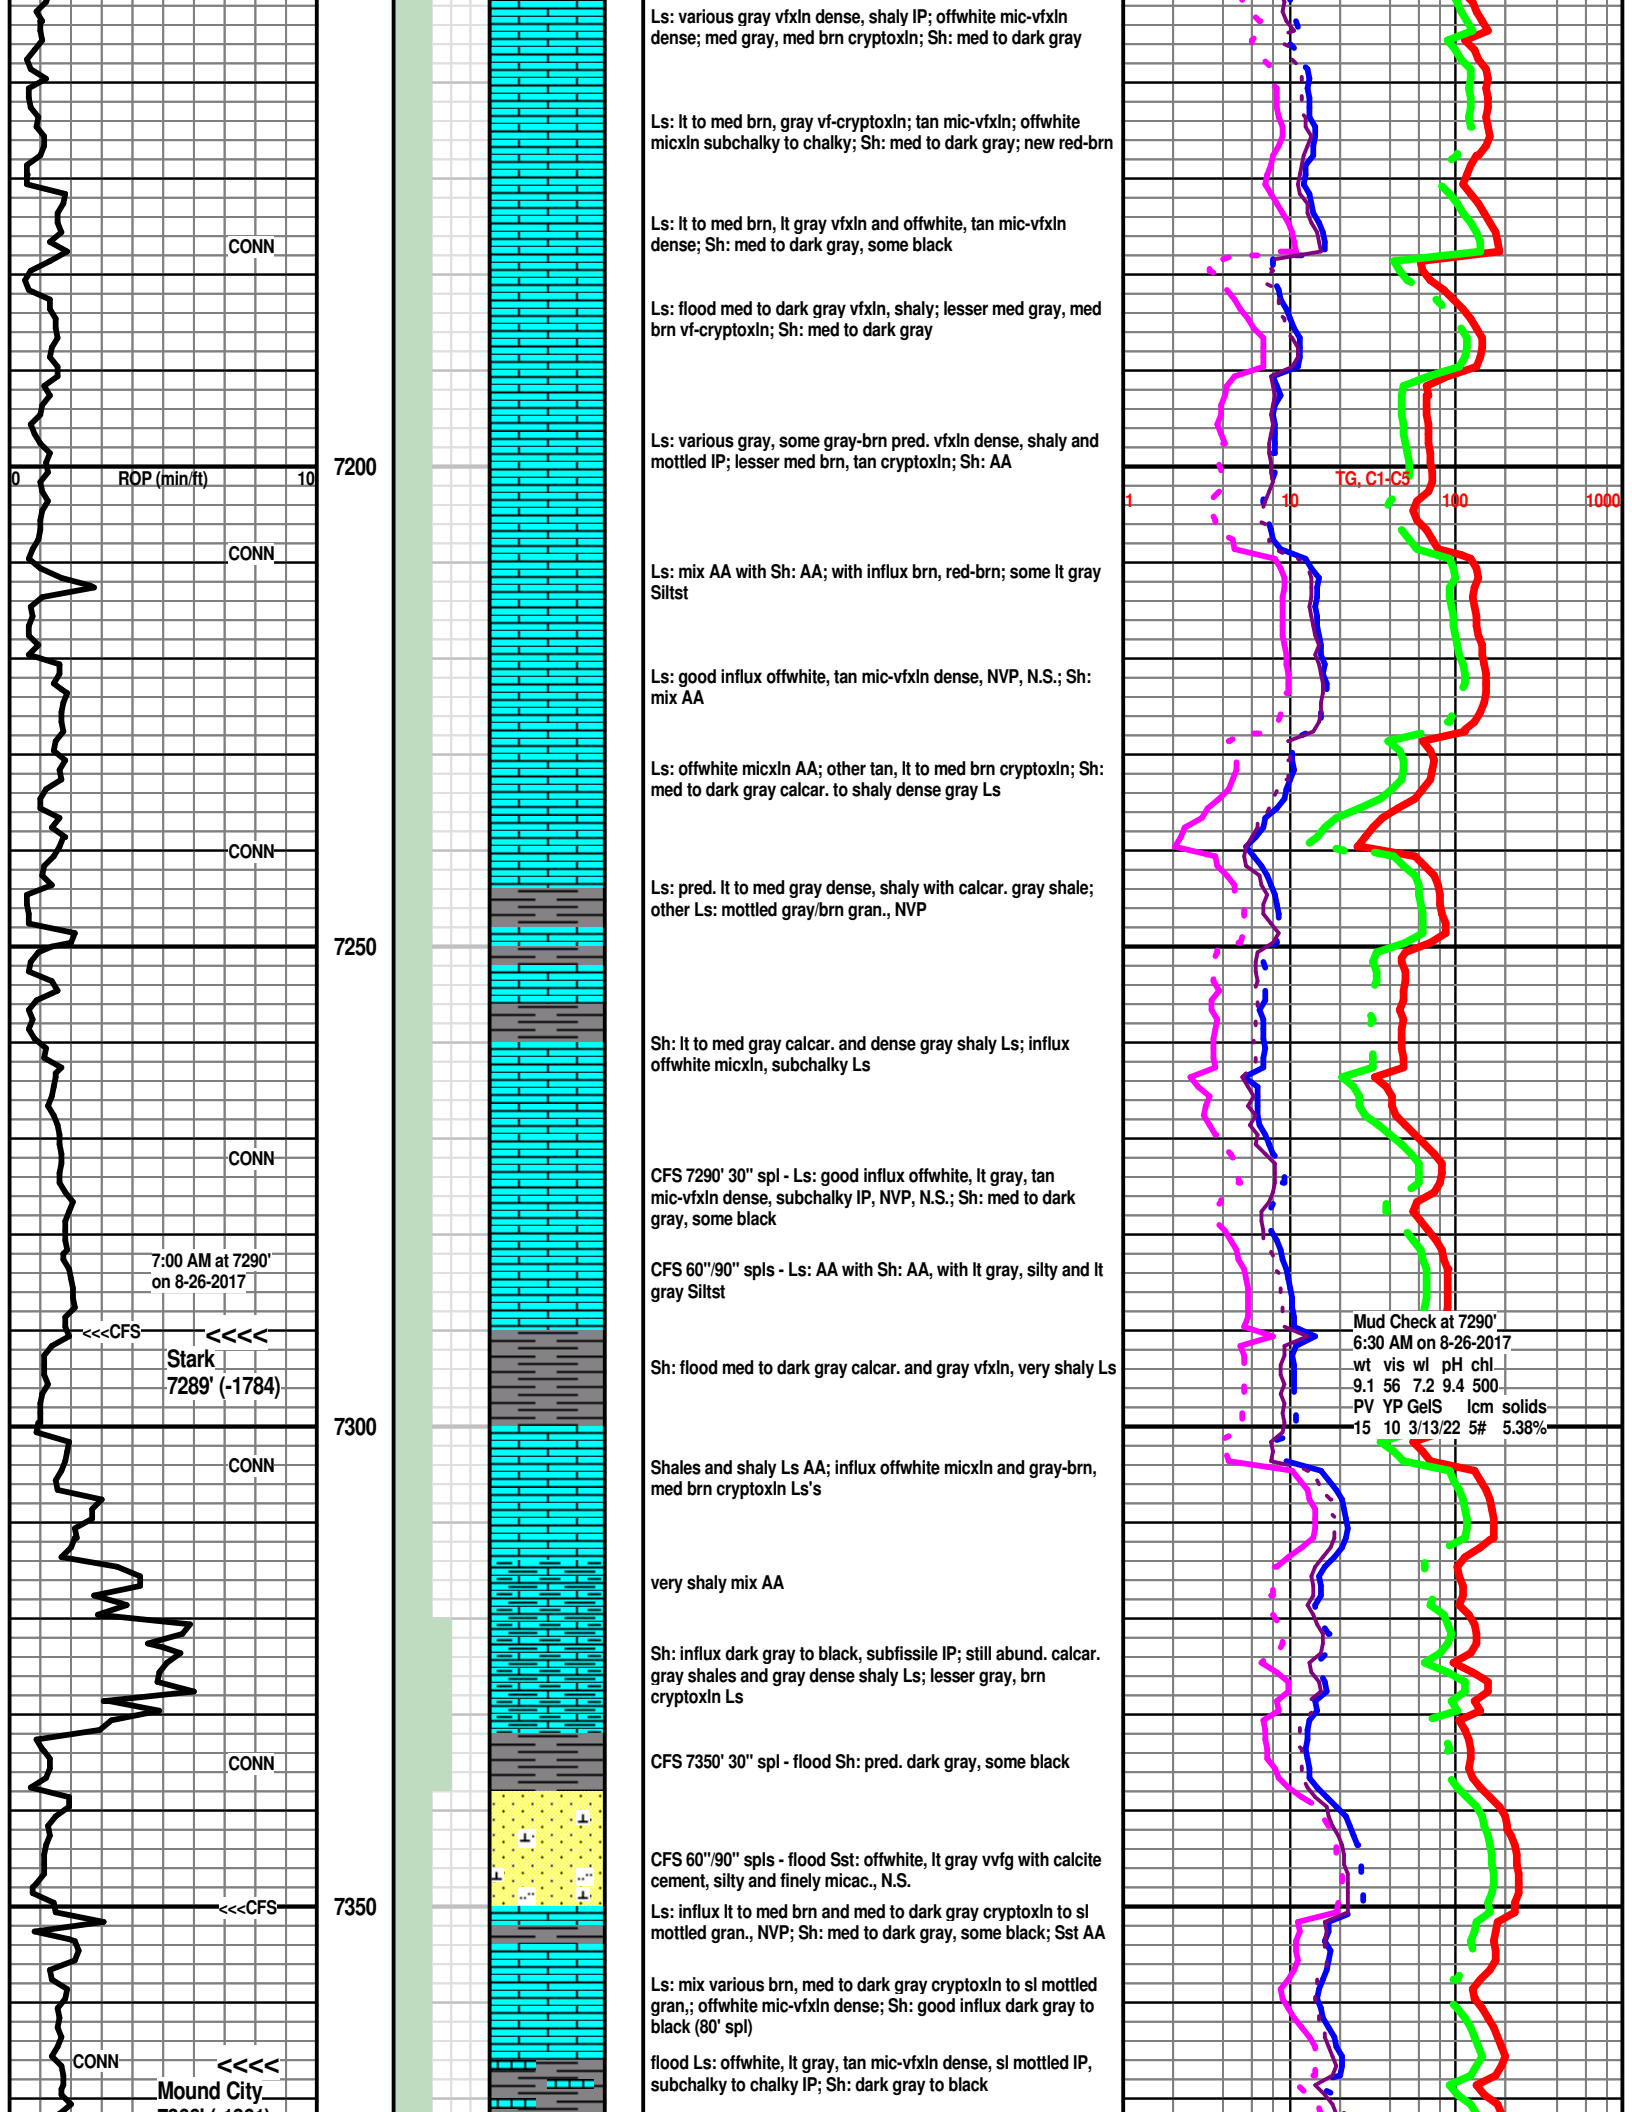 Ls: various gray vfxln dense, shaly IP; offwhite mic-vfxln
dense; med gray, med brn cryptoxln; Sh: med to dark gray
Ls: lt to med brn, gray vf-cryptoxln; tan mic-vfxln; offwhite
micxln subchalky to chalky; Sh: med to dark gray; new red-brn
CONN
Ls: lt to med brn, lt gray vfxln and offwhite, tan mic-vfxln
dense; Sh: med to dark gray, some black
Ls: flood med to dark gray vfxln, shaly; lesser med gray, med
brn vf-cryptoxln; Sh: med to dark gray
Ls: various gray, some gray-brn pred. vfxln dense, shaly and
mottled IP; lesser med brn, tan cryptoxln; Sh: AA
7200
0 ROP (min/ft) 10
TG, C1-C5
1 10 100 1000
CONN
Ls: mix AA with Sh: AA; with influx brn, red-brn; some lt gray
Siltst
Ls: good influx offwhite, tan mic-vfxln dense, NVP, N.S.; Sh:
mix AA
Ls: offwhite micxln AA; other tan, lt to med brn cryptoxln; Sh:
med to dark gray calcar. to shaly dense gray Ls
CONN
Ls: pred. lt to med gray dense, shaly with calcar. gray shale;
other Ls: mottled gray/brn gran., NVP
7250
Sh: lt to med gray calcar. and dense gray shaly Ls; influx
offwhite micxln, subchalky Ls
CONN
CFS 7290' 30" spl - Ls: good influx offwhite, lt gray, tan
mic-vfxln dense, subchalky IP, NVP, N.S.; Sh: med to dark
gray, some black
7:00 AM at 7290'
on 8-26-2017
CFS 60"/90" spls - Ls: AA with Sh: AA, with lt gray, silty and lt
gray Siltst
<<<CFS <<<<
Stark
7289' (-1784)
Mud Check at 7290'
6:30 AM on 8-26-2017
wt vis wl pH chl
9.1 56 7.2 9.4 500
PV YP GelS lcm solids
15 10 3/13/22 5# 5.38%
Sh: flood med to dark gray calcar. and gray vfxln, very shaly Ls
7300
CONN
Shales and shaly Ls AA; influx offwhite micxln and gray-brn,
med brn cryptoxln Ls's
very shaly mix AA
Sh: influx dark gray to black, subfissile IP; still abund. calcar.
gray shales and gray dense shaly Ls; lesser gray, brn
cryptoxln Ls
CONN
CFS 7350' 30" spl - flood Sh: pred. dark gray, some black
CFS 60"/90" spls - flood Sst: offwhite, lt gray vvfg with calcite
cement, silty and finely micac., N.S.
<<<CFS
7350
Ls: influx lt to med brn and med to dark gray cryptoxln to sl
mottled gran., NVP; Sh: med to dark gray, some black; Sst AA
Ls: mix various brn, med to dark gray cryptoxln to sl mottled
gran,; offwhite mic-vfxln dense; Sh: good influx dark gray to
black (80' spl)
CONN <<<<
Mound City
flood Ls: offwhite, lt gray, tan mic-vfxln dense, sl mottled IP,
subchalky to chalky IP; Sh: dark gray to black